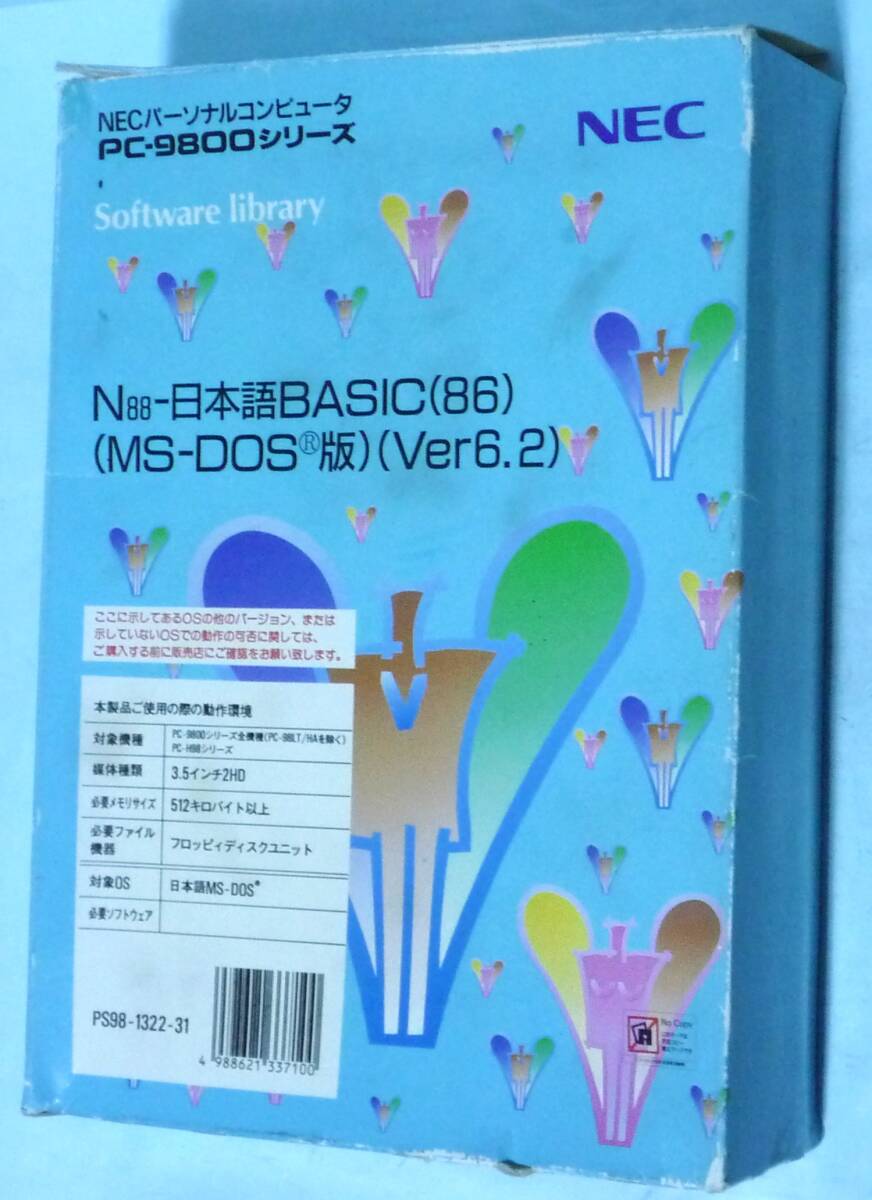 NECパーソナルコンピュータ
PC-9800シリーズ
NEC
Software library
N88-日本語BASIC(86)
(MS-DOS®版)(Ver6.2)
ここに示してあるOSの他のバージョン、または
示していないOSでの動作の可否に関しては、
ご購入する前に販売店にご確認をお願い致します。
本製品ご使用の際の動作環境
対象機種 PC-9800シリーズ全機種(PC-98LT/HAを除く)
PC-H98シリーズ
媒体種類 3.5インチ2HD
必要メモリサイズ 512キロバイト以上
必要ファイル
機器 フロッピィディスクユニット
対象OS 日本語MS-DOS®
必要ソフトウェア
PS98-1322-31
4 988621 337100
No Copy